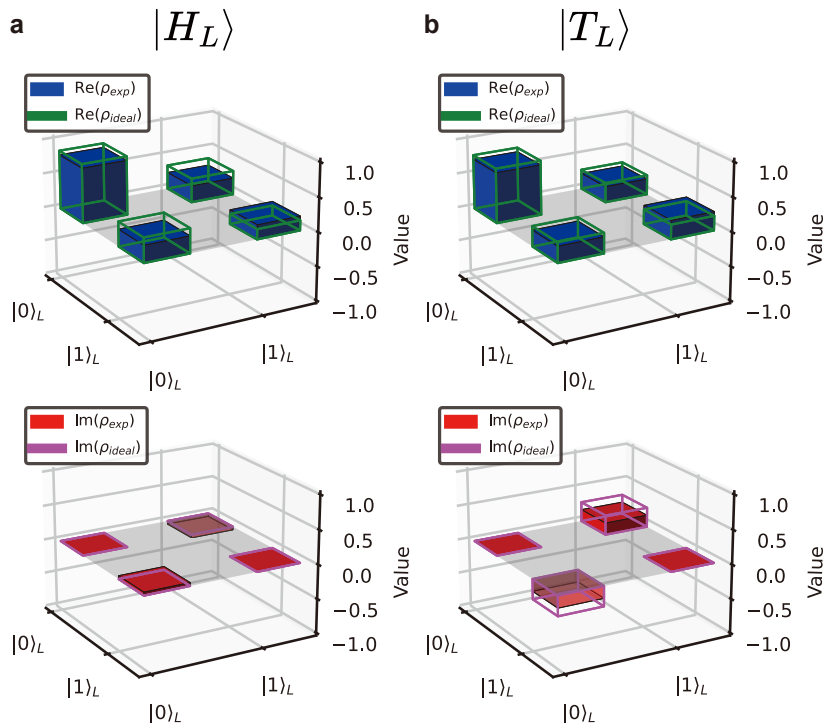 a
|H_L⟩
b
|T_L⟩
Re(ρ_exp)
Re(ρ_ideal)
1.0
0.5
0.0
−0.5
−1.0
Value
|0⟩_L
|1⟩_L
|0⟩_L
|1⟩_L
Re(ρ_exp)
Re(ρ_ideal)
1.0
0.5
0.0
−0.5
−1.0
Value
|0⟩_L
|1⟩_L
|0⟩_L
|1⟩_L
Im(ρ_exp)
Im(ρ_ideal)
1.0
0.5
0.0
−0.5
−1.0
Value
|0⟩_L
|1⟩_L
|0⟩_L
|1⟩_L
Im(ρ_exp)
Im(ρ_ideal)
1.0
0.5
0.0
−0.5
−1.0
Value
|0⟩_L
|1⟩_L
|0⟩_L
|1⟩_L